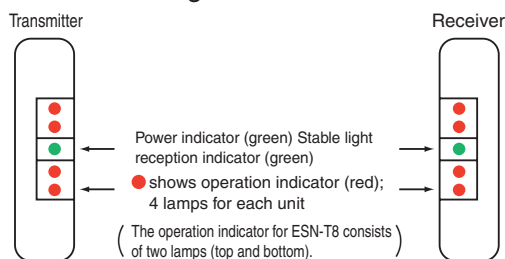 Transmitter
Receiver
Power indicator (green) Stable light
reception indicator (green)
shows operation indicator (red);
4 lamps for each unit
( The operation indicator for ESN-T8 consists
of two lamps (top and bottom). )